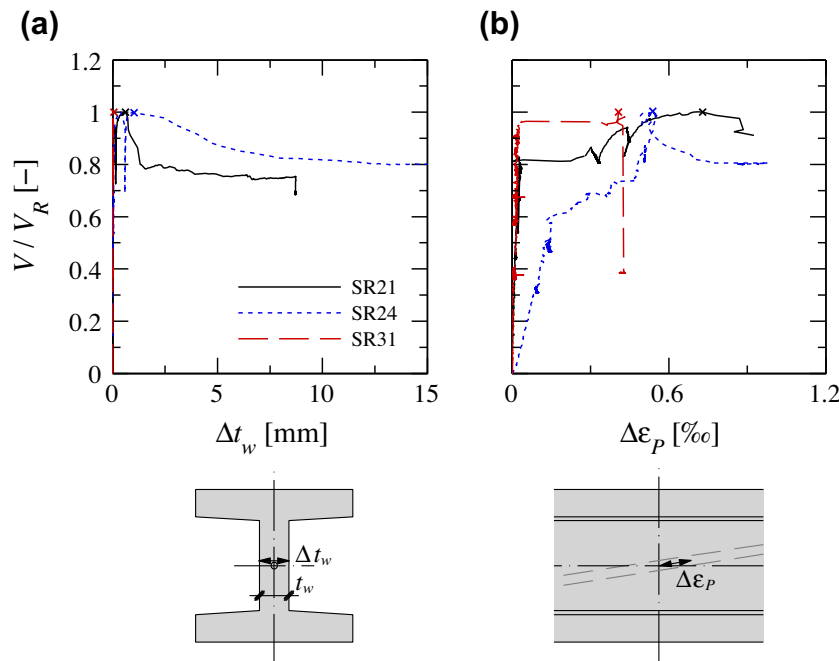 (a)
(b)
1.2
1
0.8
0.6
0.4
0.2
0
V / V_R [–]
SR21
SR24
SR31
0 5 10 15
0 0.6 1.2
Δt_w [mm]
Δε_P [‰]
Δt_w
t_w
Δε_P